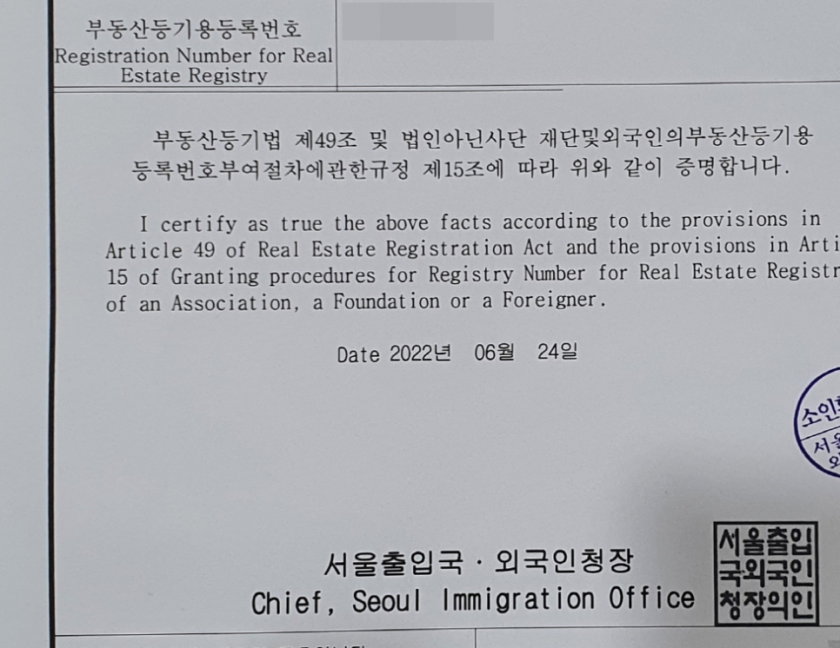 부동산등기용등록번호
Registration Number for Real
Estate Registry
부동산등기법 제49조 및 법인아닌사단 재단및외국인의부동산등기용
등록번호부여절차에관한규정 제15조에 따라 위와 같이 증명합니다.
I certify as true the above facts according to the provisions in
Article 49 of Real Estate Registration Act and the provisions in Arti
15 of Granting procedures for Registry Number for Real Estate Registr
of an Association, a Foundation or a Foreigner.
Date 2022년 06월 24일
소인
서울
외
서울출입국·외국인청장
Chief, Seoul Immigration Office
서울출입
국외국인
청장의인